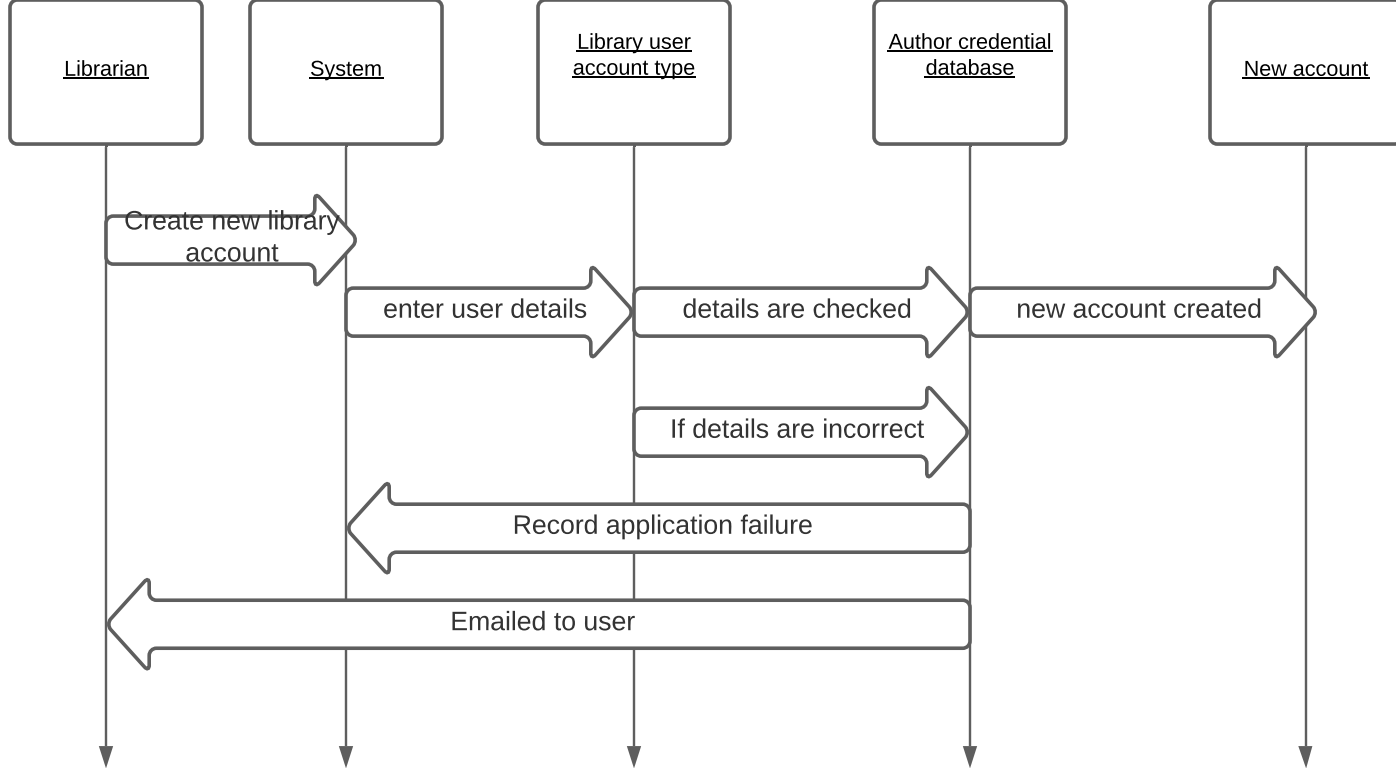 Librarian
System
Library user
account type
Author credential
database
New account
Create new library
account
enter user details
details are checked
new account created
If details are incorrect
Record application failure
Emailed to user